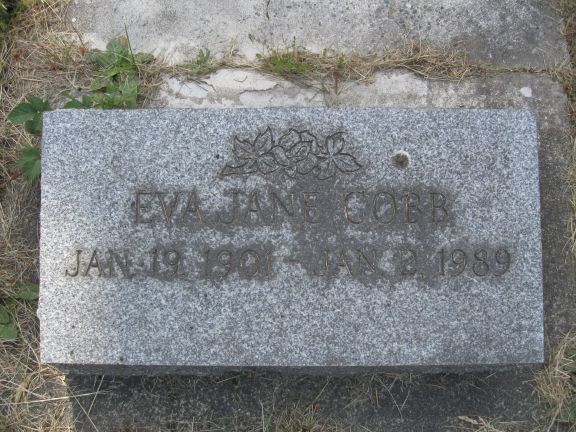 EVA JANE COBB
JAN. 19, 1901 - JAN. 2, 1989